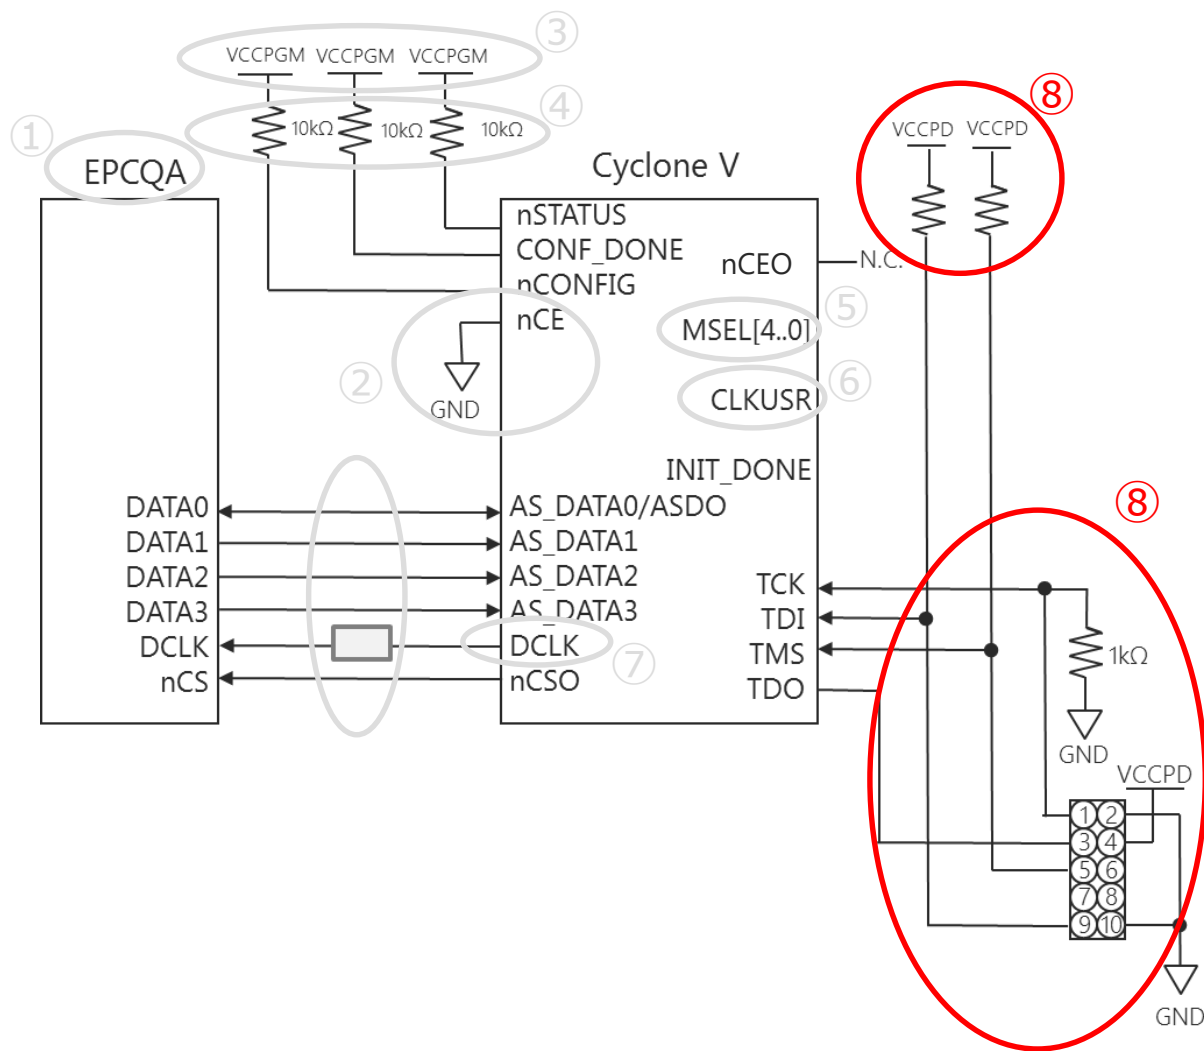 ③
VCCPGM VCCPGM VCCPGM
④
10kΩ 10kΩ 10kΩ
①
EPCQA
Cyclone V
⑧
VCCPD VCCPD
nSTATUS
CONF_DONE
nCONFIG
nCE
②
GND
nCEO
N.C.
⑤
MSEL[4..0]
⑥
CLKUSR
INIT_DONE
DATA0
DATA1
DATA2
DATA3
DCLK
nCS
AS_DATA0/ASDO
AS_DATA1
AS_DATA2
AS_DATA3
DCLK
nCSO
⑦
TCK
TDI
TMS
TDO
⑧
1kΩ
GND
VCCPD
① ②
③ ④
⑤ ⑥
⑦ ⑧
⑨ ⑩
GND